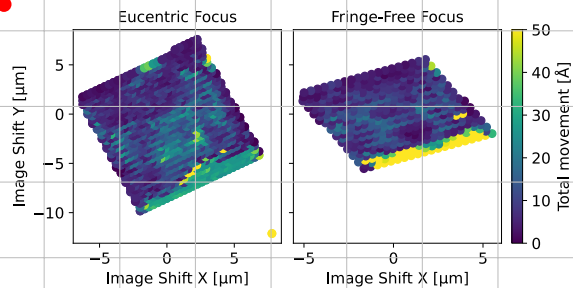 Eucentric Focus
Fringe-Free Focus
Image Shift Y [µm]
5
0
−5
−10
−5
0
5
Image Shift X [µm]
−5
0
5
Image Shift X [µm]
50
40
30
20
10
0
Total movement [Å]